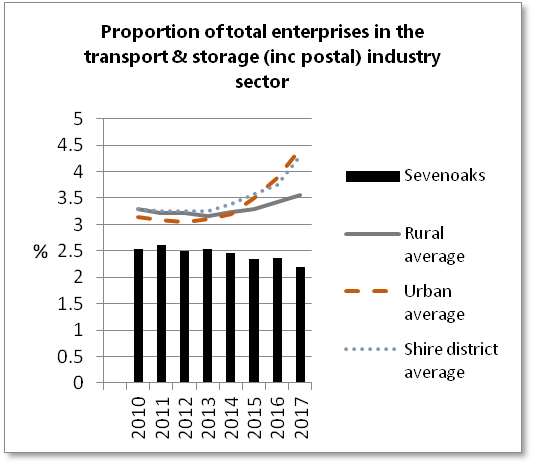 Proportion of total enterprises in the
transport & storage (inc postal) industry
sector
5
4.5
4
3.5
3
2.5
2
1.5
1
0.5
0
%
2010
2011
2012
2013
2014
2015
2016
2017
Sevenoaks
Rural
average
Urban
average
Shire district
average